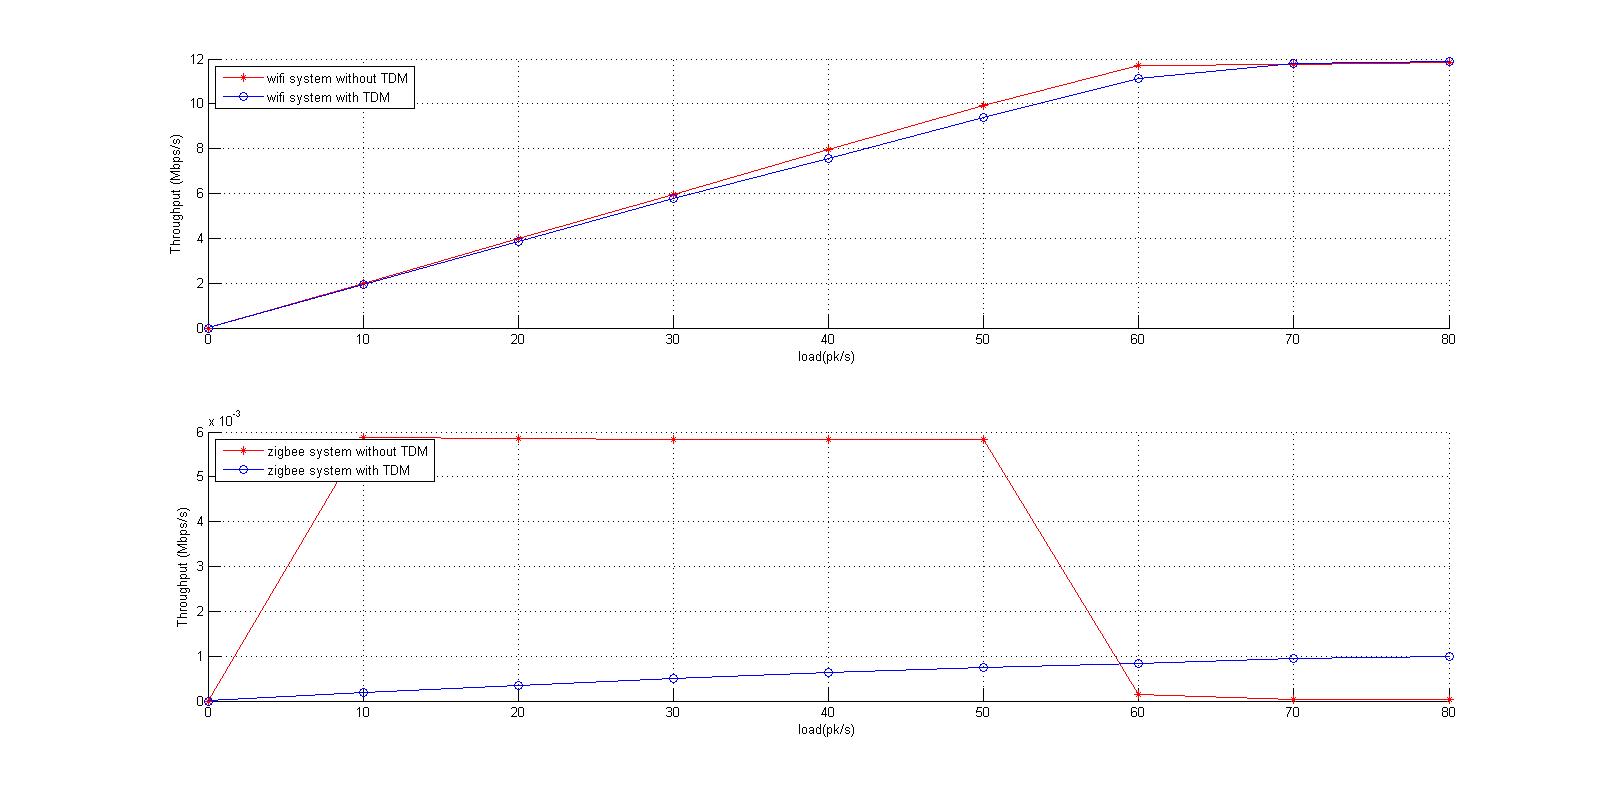 12
10
8
6
4
2
0
Throughput (Mbps/s)
wifi system without TDM
wifi system with TDM
0 10 20 30 40 50 60 70 80
load(pk/s)
x 10^-3
6
5
4
3
2
1
0
Throughput (Mbps/s)
zigbee system without TDM
zigbee system with TDM
0 10 20 30 40 50 60 70 80
load(pk/s)